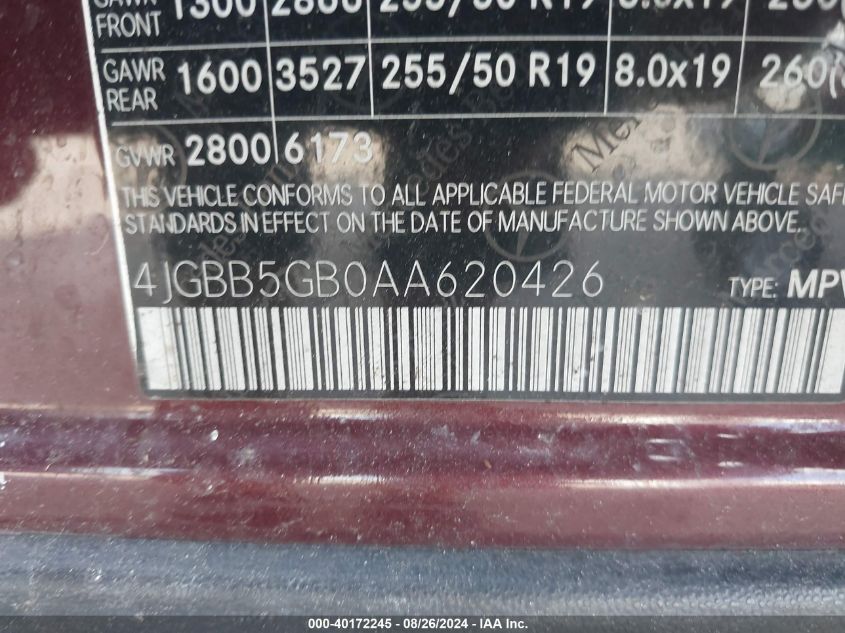 FRONT 1300 2866 255/50 R19 8.0x19
GAWR REAR 1600 3527 255/50 R19 8.0x19 260(
GVWR 2800 6173
THIS VEHICLE CONFORMS TO ALL APPLICABLE FEDERAL MOTOR VEHICLE SAFE
STANDARDS IN EFFECT ON THE DATE OF MANUFACTURE SHOWN ABOVE.
4JGBB5GB0AA620426 TYPE: MPV
000-40172245 - 08/26/2024 - © IAA Inc.